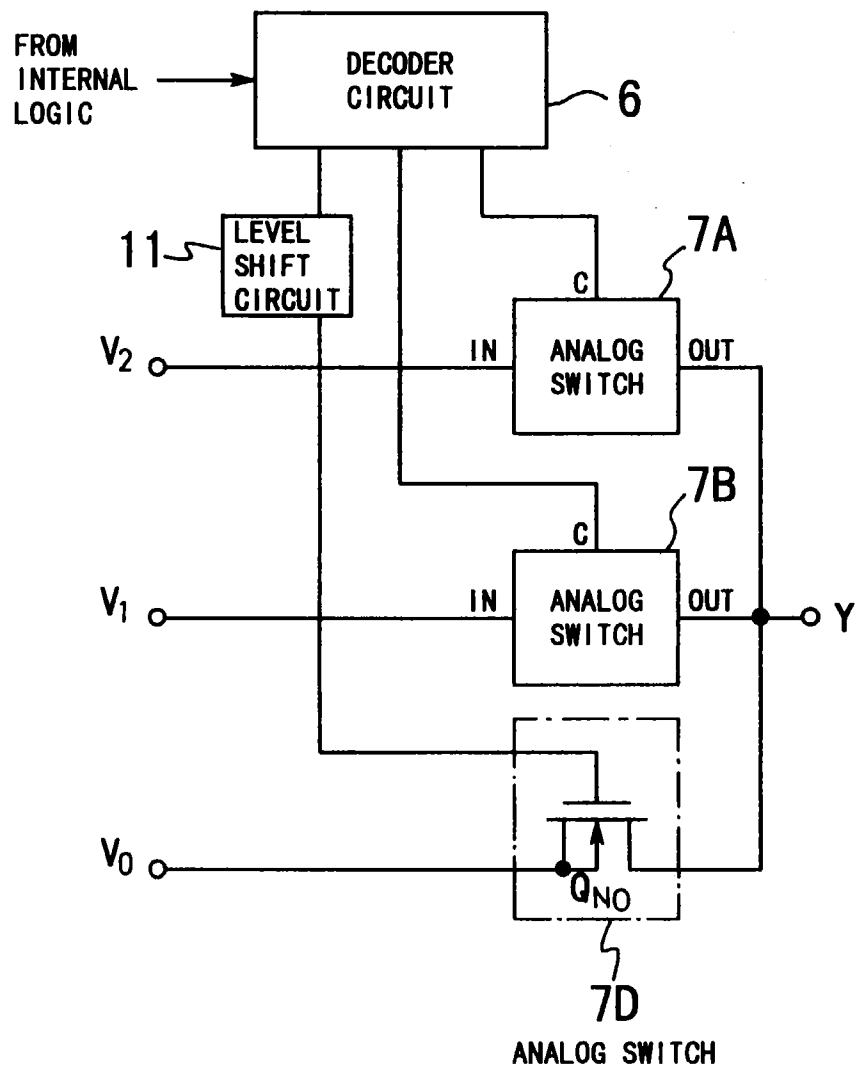 FROM
INTERNAL
LOGIC
DECODER
CIRCUIT
6
11
LEVEL
SHIFT
CIRCUIT
7A
C
V2
IN
ANALOG
SWITCH
OUT
7B
C
V1
IN
ANALOG
SWITCH
OUT
Y
V0
QNO
7D
ANALOG SWITCH